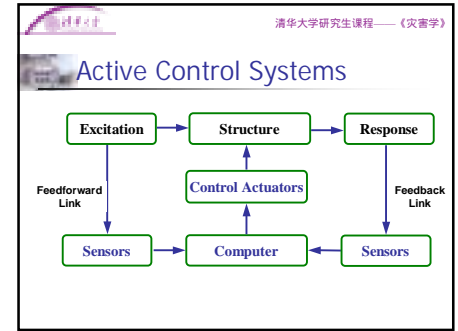 清华大学研究生课程——《灾害学》
Active Control Systems
Excitation
Structure
Response
Feedforward
Link
Control Actuators
Feedback
Link
Sensors
Computer
Sensors